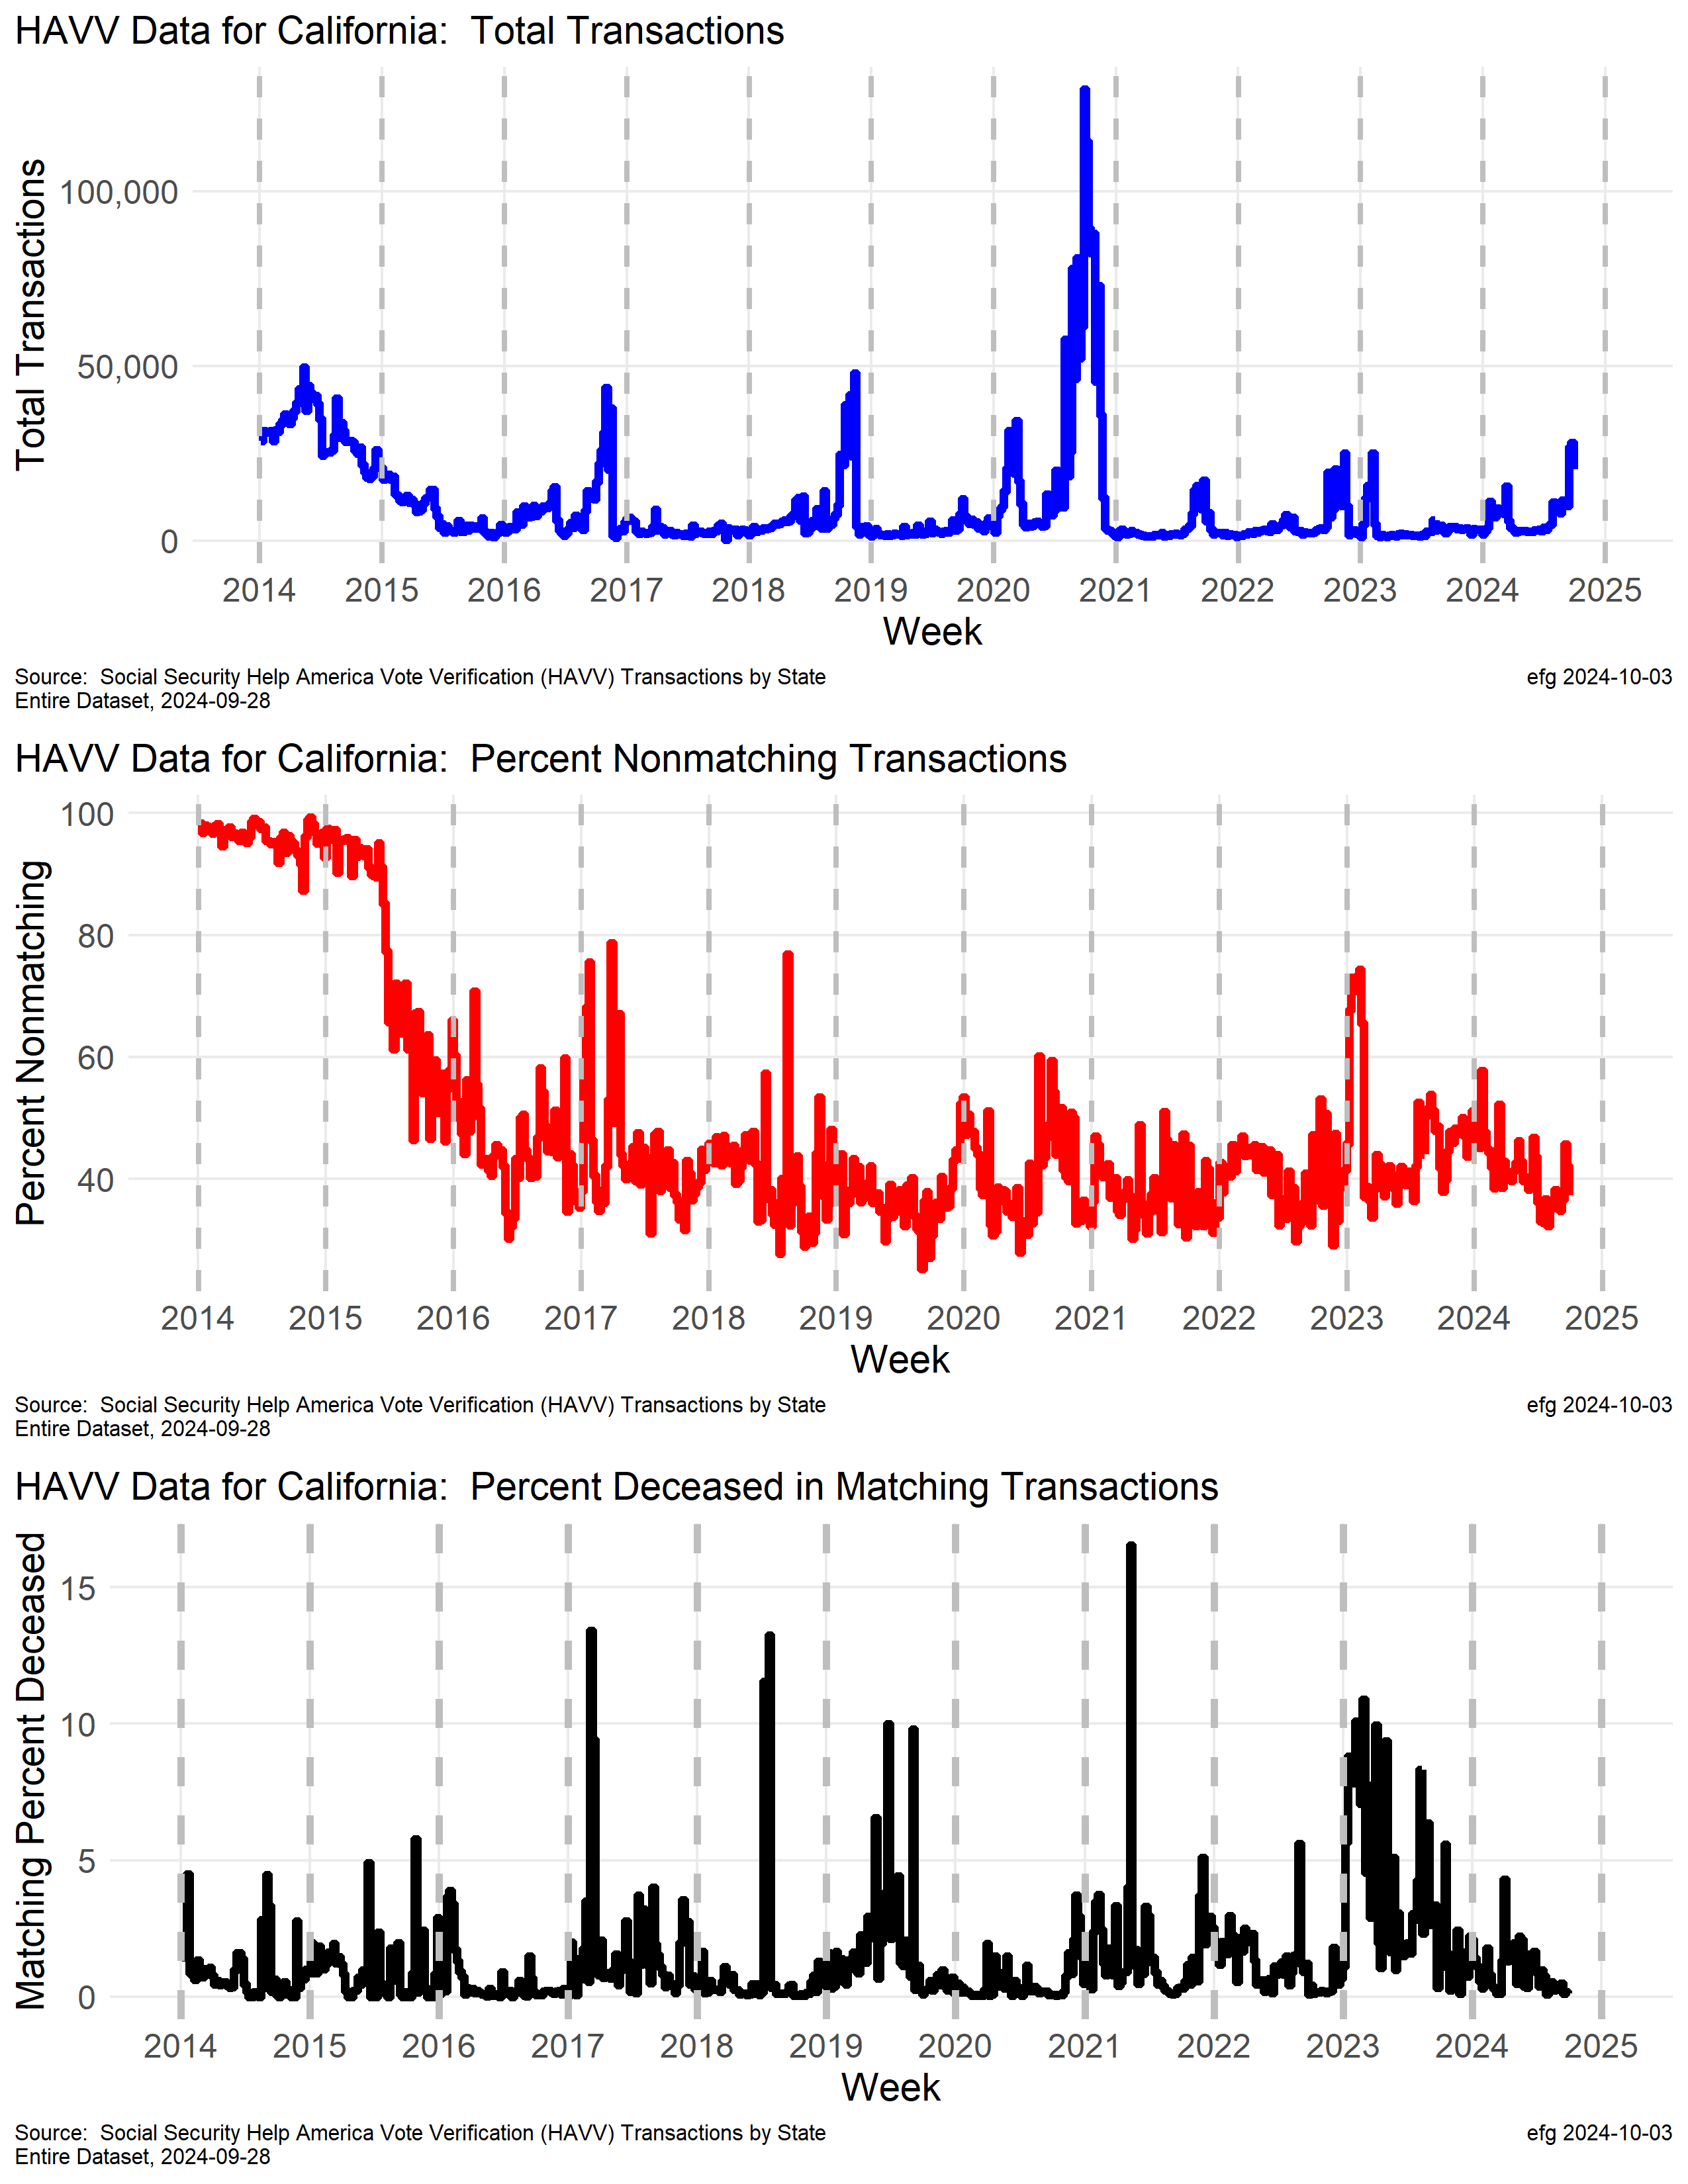 HAVV Data for California:  Total Transactions
Total Transactions
100,000
50,000
0
2014 2015 2016 2017 2018 2019 2020 2021 2022 2023 2024 2025
Week
Source:  Social Security Help America Vote Verification (HAVV) Transactions by State
Entire Dataset, 2024-09-28
efg 2024-10-03
HAVV Data for California:  Percent Nonmatching Transactions
Percent Nonmatching
100
80
60
40
2014 2015 2016 2017 2018 2019 2020 2021 2022 2023 2024 2025
Week
Source:  Social Security Help America Vote Verification (HAVV) Transactions by State
Entire Dataset, 2024-09-28
efg 2024-10-03
HAVV Data for California:  Percent Deceased in Matching Transactions
Matching Percent Deceased
15
10
5
0
2014 2015 2016 2017 2018 2019 2020 2021 2022 2023 2024 2025
Week
Source:  Social Security Help America Vote Verification (HAVV) Transactions by State
Entire Dataset, 2024-09-28
efg 2024-10-03